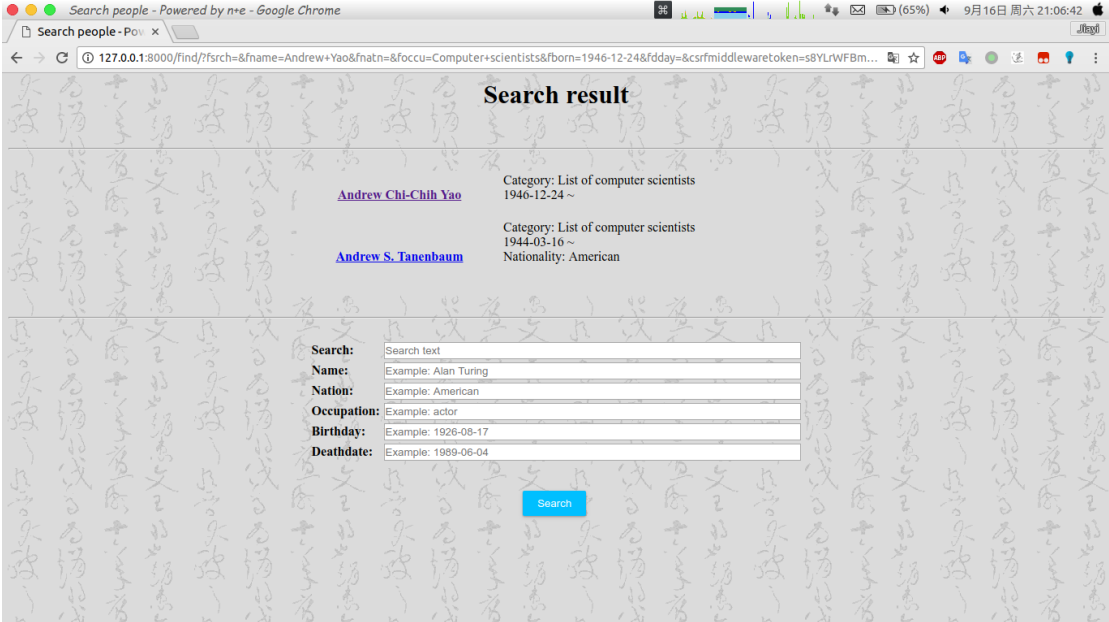 Search people - Powered by n+e - Google Chrome
(65%)
9月16日 周六 21:06:42
Search people - Pow
Jiayi
127.0.0.1:8000/find/?fsrch=&fname=Andrew+Yao&fnatn=&foccu=Computer+scientists&fborn=1946-12-24&fdday=&csrfmiddlewaretoken=s8YLrWFBm...
ABP
Search result
Category: List of computer scientists
Andrew Chi-Chih Yao
1946-12-24 ~
Category: List of computer scientists
1944-03-16 ~
Andrew S. Tanenbaum
Nationality: American
Search: Search text
Name: Example: Alan Turing
Nation: Example: American
Occupation: Example: actor
Birthday: Example: 1926-08-17
Deathdate: Example: 1989-06-04
Search